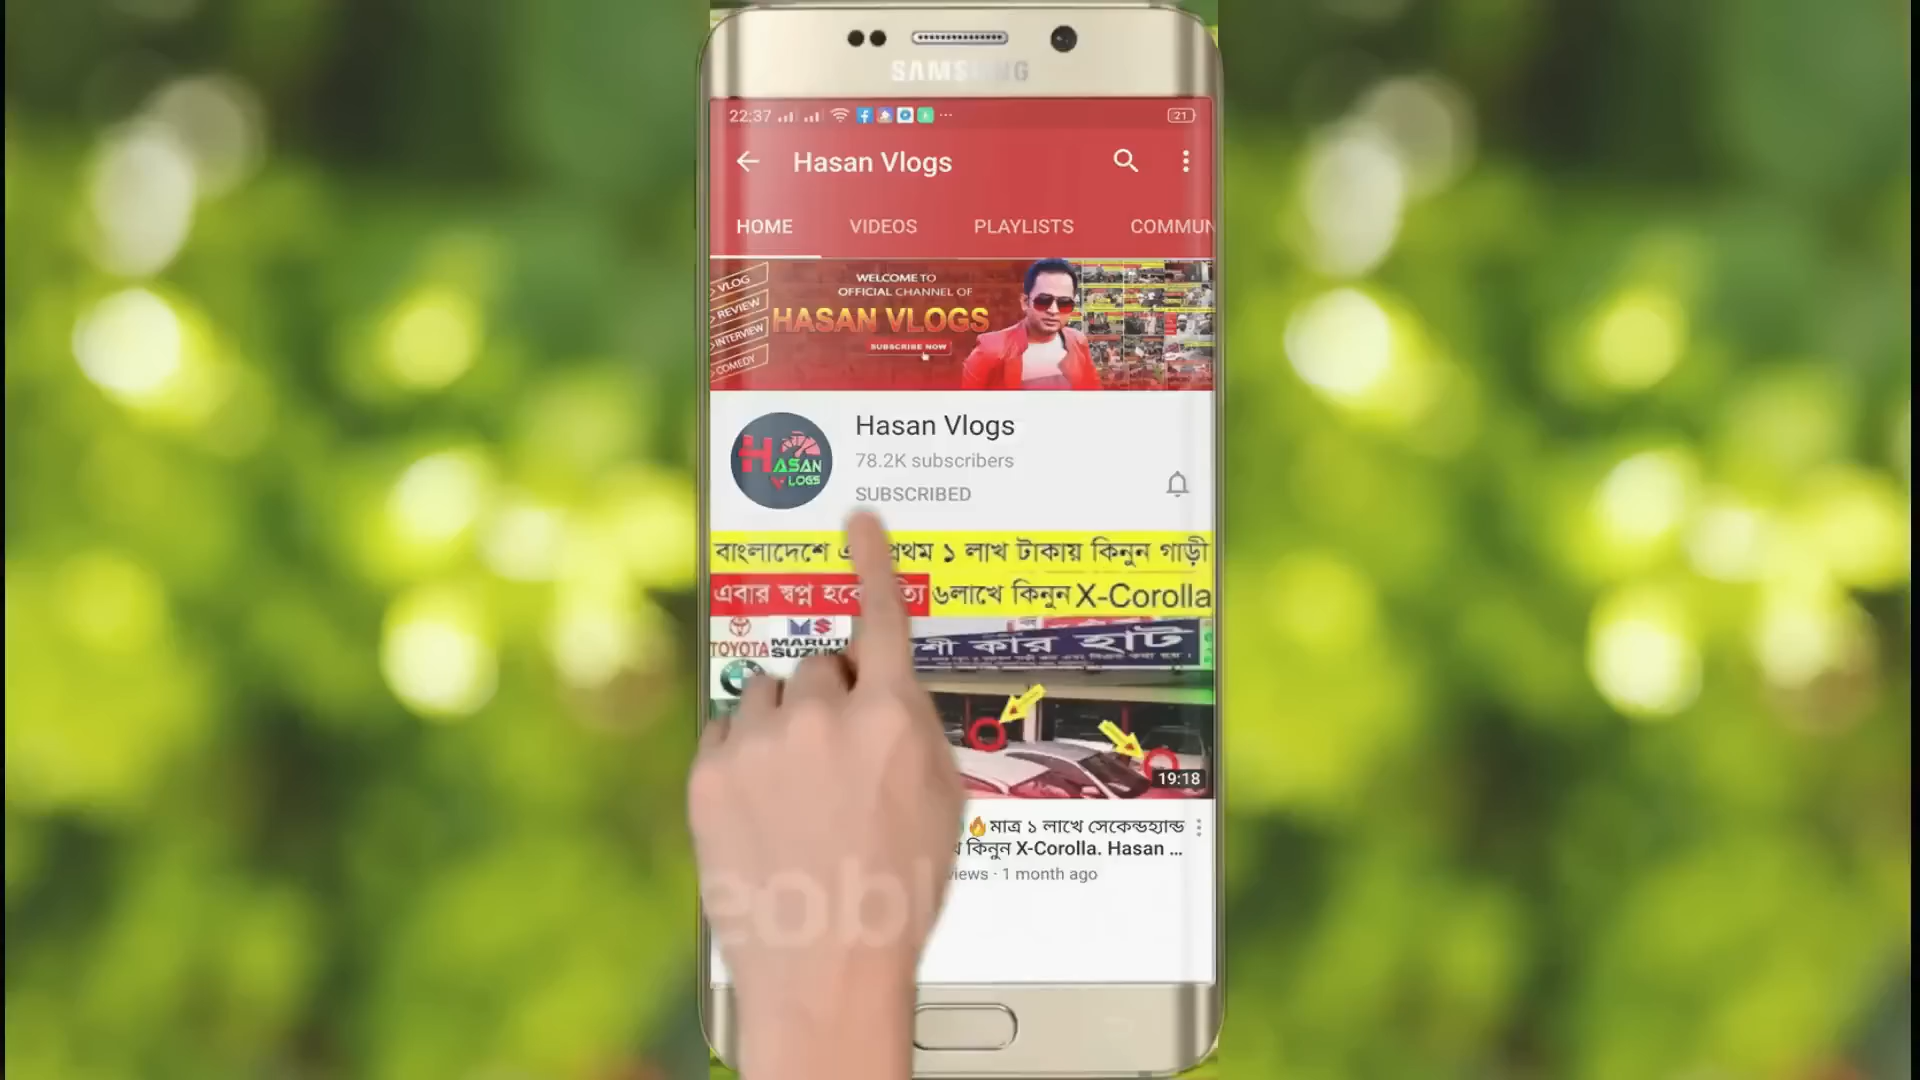 SAMSUNG
22:37
21
Hasan Vlogs
HOME VIDEOS PLAYLISTS COMMUN
VLOG
REVIEW
INTERVIEW
COMEDY
WELCOME TO
OFFICIAL CHANNEL OF
HASAN VLOGS
SUBSCRIBE NOW
HASAN
VLOGS
Hasan Vlogs
78.2K subscribers
SUBSCRIBED
বাংলাদেশে প্রথম ১ লাখ টাকায় কিনুন গাড়ী
এবার স্বপ্ন ৬লাখে কিনুন X-Corolla
TOYOTA MARUTI
SUZUKI
কার হাট
19:18
🔥মাত্র ১ লাখে সেকেন্ডহ্যান্ড
কিনুন X-Corolla. Hasan ...
views · 1 month ago